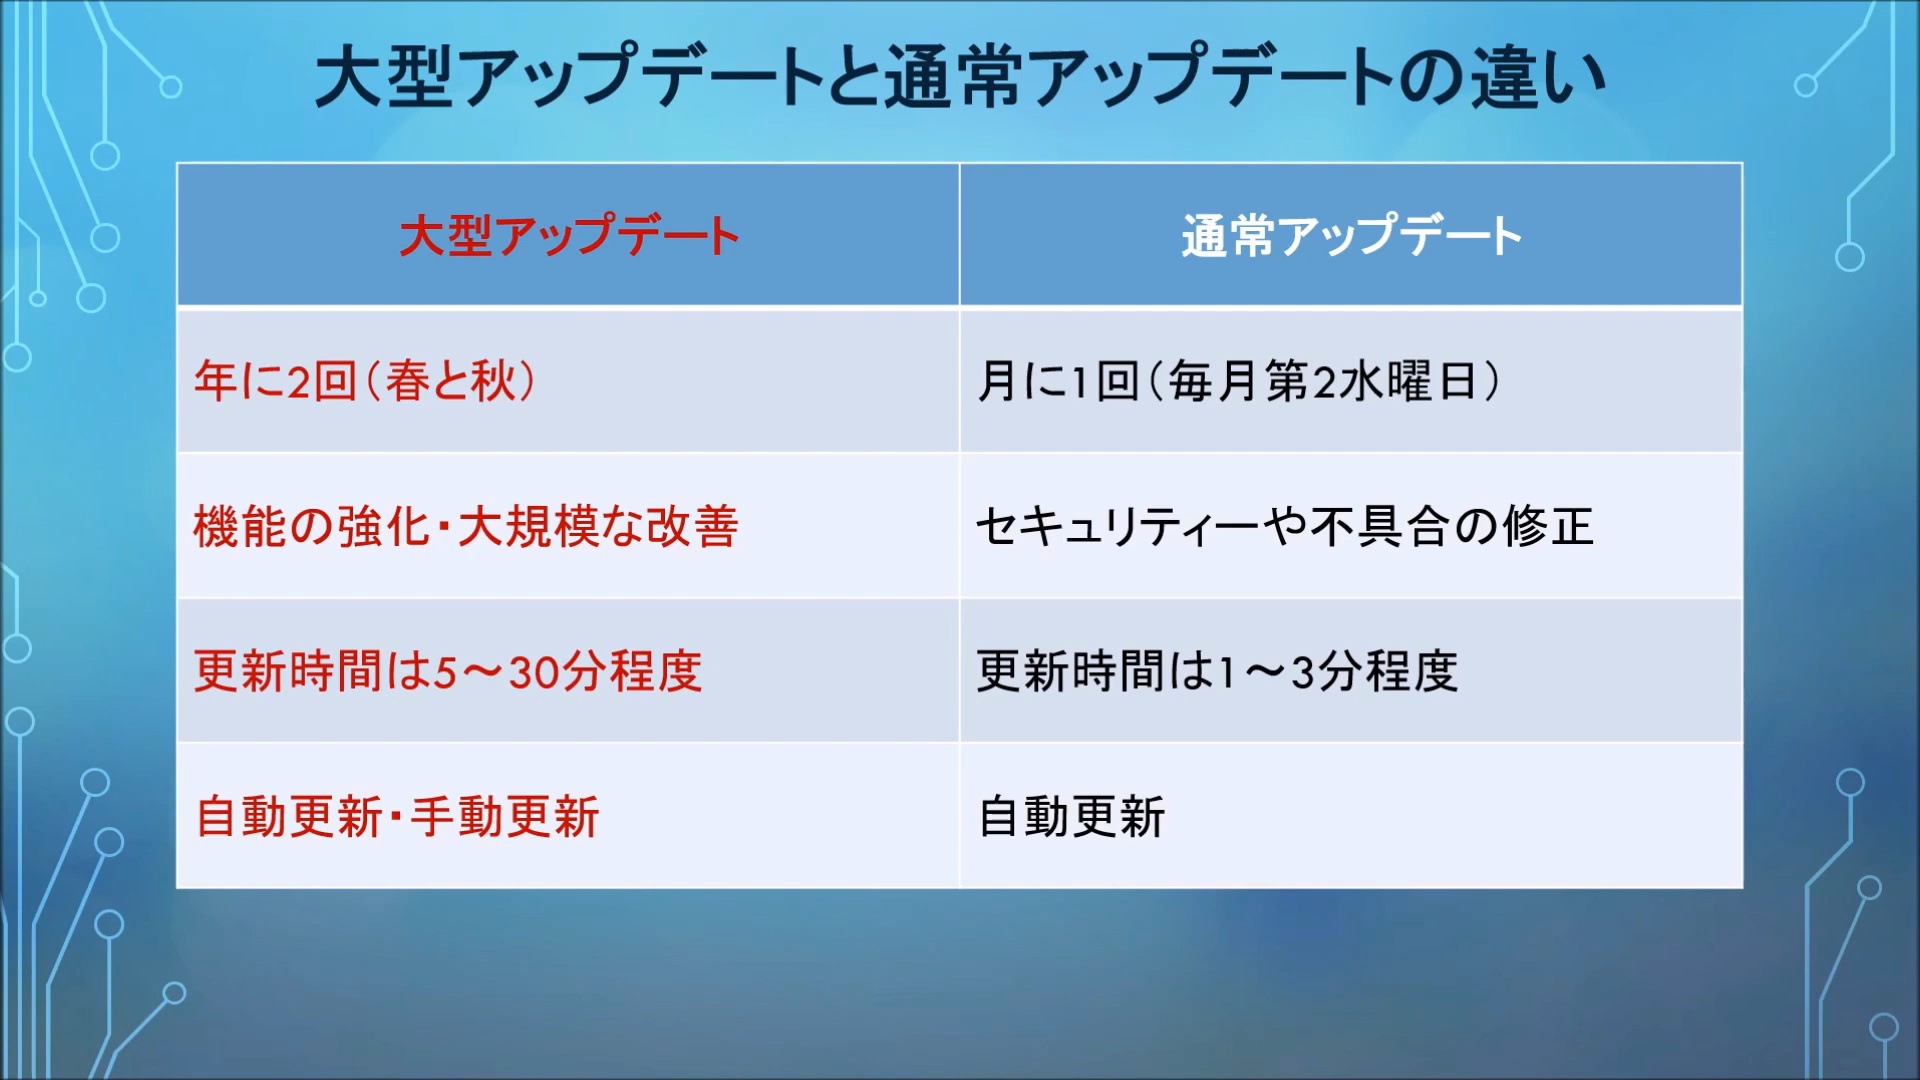 大型アップデートと通常アップデートの違い
大型アップデート
通常アップデート
年に2回（春と秋）
月に1回（毎月第2水曜日）
機能の強化・大規模な改善
セキュリティーや不具合の修正
更新時間は5～30分程度
更新時間は1～3分程度
自動更新・手動更新
自動更新